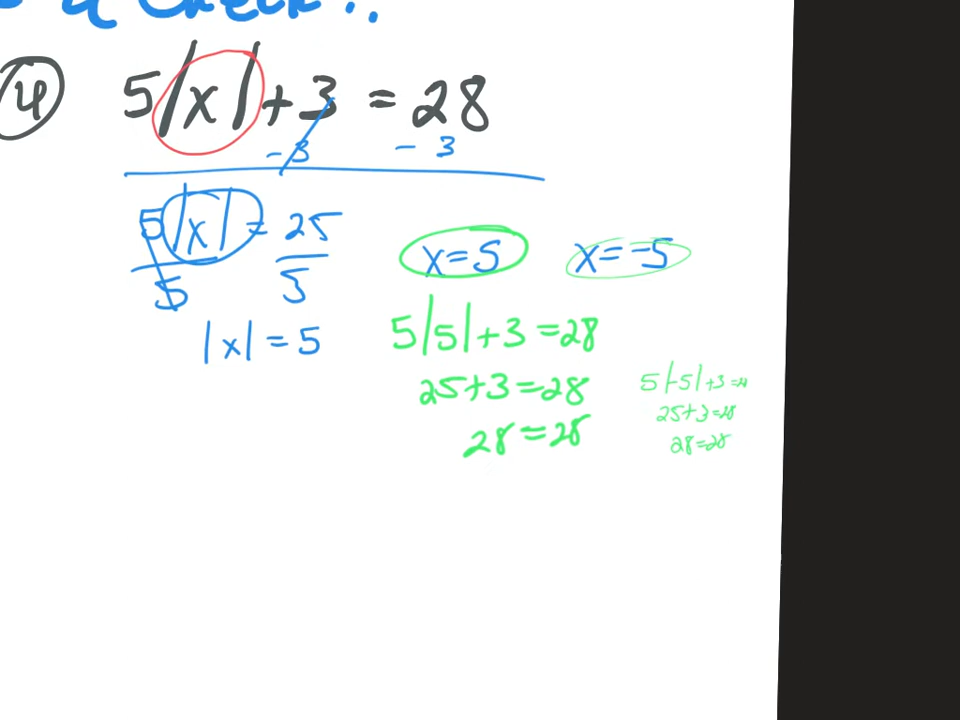 a Check!!
4 5|x| + 3 = 28
- 3 - 3
5|x| = 25
5 5
|x| = 5
x = 5 x = -5
5|5| + 3 = 28
25 + 3 = 28
28 = 28
5|-5| + 3 = 28
25 + 3 = 28
28 = 28